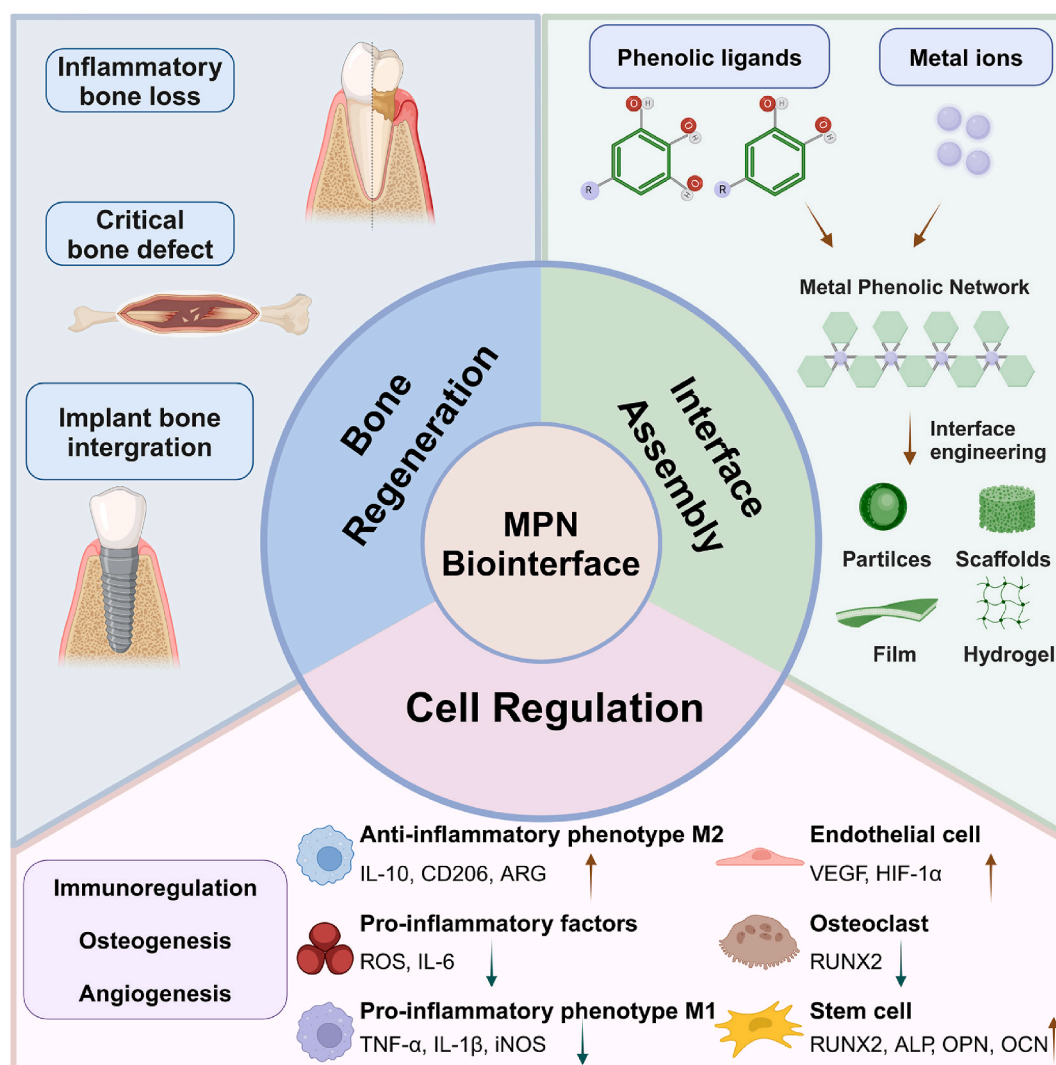 Inflammatory
bone loss
Critical
bone defect
Implant bone
intergration
Phenolic ligands
Metal ions
O H
O H
O H
R
O H
O H
R
Metal Phenolic Network
Interface
engineering
Partilces
Scaffolds
Film
Hydrogel
Bone
Regeneration
Interface
Assembly
MPN
Biointerface
Cell Regulation
Immunoregulation
Osteogenesis
Angiogenesis
Anti-inflammatory phenotype M2
IL-10, CD206, ARG
Pro-inflammatory factors
ROS, IL-6
Pro-inflammatory phenotype M1
TNF-α, IL-1β, iNOS
Endothelial cell
VEGF, HIF-1α
Osteoclast
RUNX2
Stem cell
RUNX2, ALP, OPN, OCN